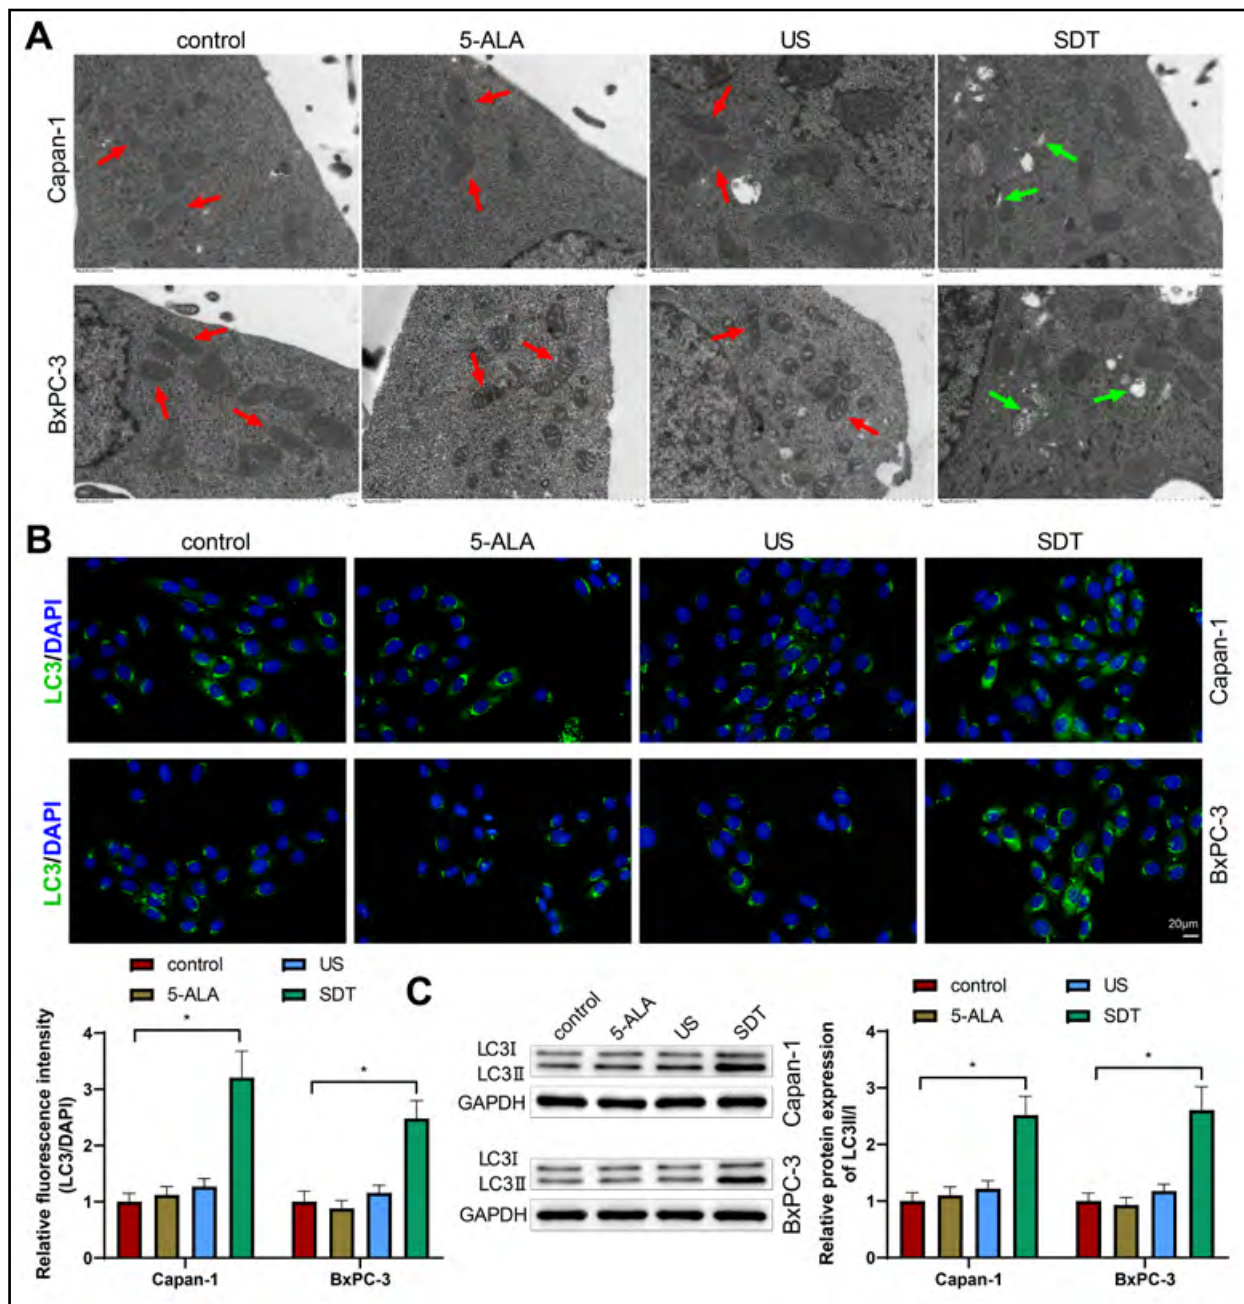 A
control 5-ALA US SDT
Capan-1
BxPC-3
B
control 5-ALA US SDT
LC3/DAPI
Capan-1
LC3/DAPI
BxPC-3
20μm
control US
5-ALA SDT
Relative fluorescence intensity
(LC3/DAPI)
4
3
2
1
0
* *
Capan-1 BxPC-3
C
control 5-ALA US SDT
LC3I
LC3II
GAPDH
Capan-1
LC3I
LC3II
GAPDH
BxPC-3
control US
5-ALA SDT
Relative protein expression
of LC3II/I
4
3
2
1
0
* *
Capan-1 BxPC-3